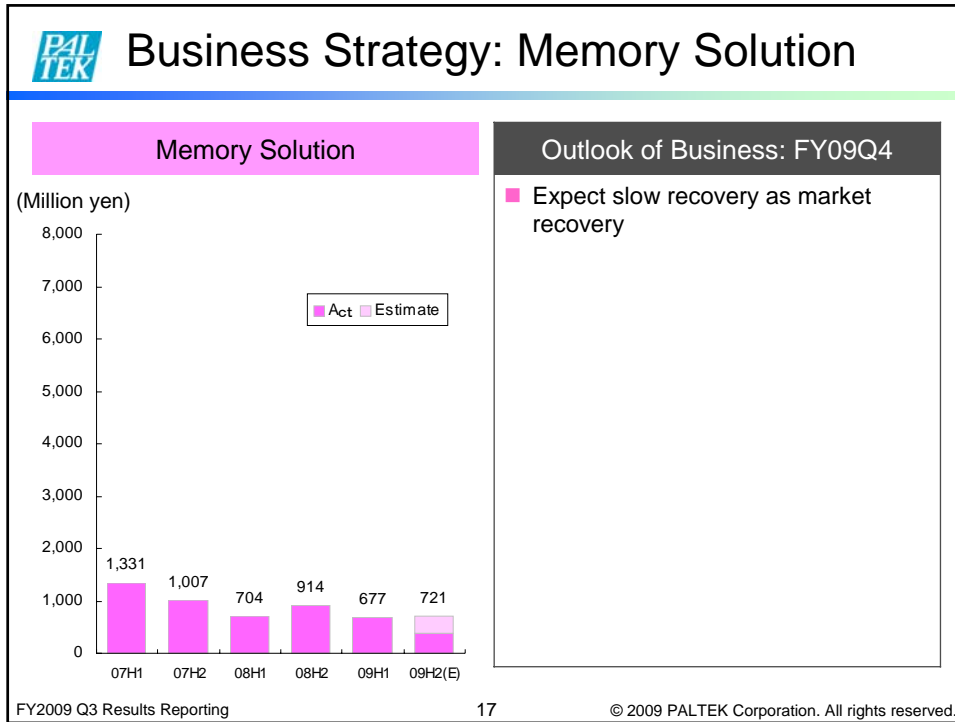 PAL
TEK
Business Strategy: Memory Solution
Memory Solution
(Million yen)
8,000
7,000
6,000
5,000
4,000
3,000
2,000
1,000
0
Act Estimate
1,331
1,007
704
914
677
721
07H1
07H2
08H1
08H2
09H1
09H2(E)
Outlook of Business: FY09Q4
Expect slow recovery as market
recovery
FY2009 Q3 Results Reporting
17
© 2009 PALTEK Corporation. All rights reserved.